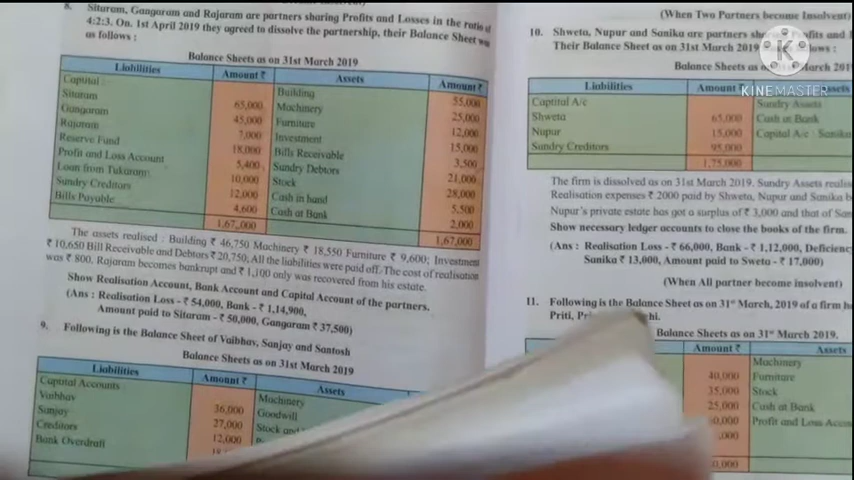 8. Sitaram, Gangaram and Rajaram are partners sharing Profits and Losses in the ratio of
4:2:3. On. 1st April 2019 they agreed to dissolve the partnership, their Balance Sheet was
as follows :
Balance Sheets as on 31st March 2019
Liabilities Amount ₹ Assets Amount ₹
Capital : Building 55,000
Sitaram 65,000 Machinery 25,000
Gangaram 45,000 Furniture 12,000
Rajaram 7,000 Investment 15,000
Reserve Fund 18,000 Bills Receivable 3,500
Profit and Loss Account 5,400 Sundry Debtors 21,000
Loan from Tukaram 10,000 Stock 28,000
Sundry Creditors 12,000 Cash in hand 5,500
Bills Payable 4,600 Cash at Bank 2,000
1,67,000 1,67,000
The assets realised : Building ₹ 46,750 Machinery ₹ 18,550 Furniture ₹ 9,600; Investment
₹ 10,650 Bill Receivable and Debtors ₹ 20,750; All the liabilities were paid off. The cost of realisation
was ₹ 800. Rajaram becomes bankrupt and ₹ 1,100 only was recovered from his estate.
Show Realisation Account, Bank Account and Capital Account of the partners.
(Ans : Realisation Loss - ₹ 54,000, Bank - ₹ 1,14,900,
Amount paid to Sitaram - ₹ 50,000, Gangaram ₹ 37,500)
9. Following is the Balance Sheet of Vaibhav, Sanjay and Santosh
Balance Sheets as on 31st March 2019
Liabilities Amount ₹ Assets
Capital Accounts Machinery
Vaibhav 36,000 Goodwill
Sanjay 27,000 Stock and
Creditors 12,000
Bank Overdraft
(When Two Partners become Insolvent)
10. Shweta, Nupur and Sanika are partners
Their Balance Sheet as on 31st March 2019
Balance Sheets as
KINEMASTER
Liabilities Amount Assets
Captital A/c Sundry Assets
Shweta 65,000 Cash at Bank
Nupur 15,000 Capital A/c : Sanika
Sundry Creditors 95,000
1,75,000
The firm is dissolved as on 31st March 2019. Sundry Assets
Realisation expenses ₹ 2000 paid by Shweta, Nupur and Sanika
Nupur's private estate has got a surplus of ₹ 3,000 and that of
Show necessary ledger accounts to close the books of the firm.
(Ans : Realisation Loss - ₹ 66,000, Bank - ₹ 1,12,000,
Sanika ₹ 13,000, Amount paid to Sweta - ₹ 17,000)
(When All partner become insolvent)
11. Following is the Balance Sheet as on 31st March, 2019 of a firm
Priti,
Balance Sheets as on 31st March 2019.
Amount ₹ Assets
Machinery
40,000 Furniture
35,000 Stock
25,000 Cash at Bank
Profit and Loss